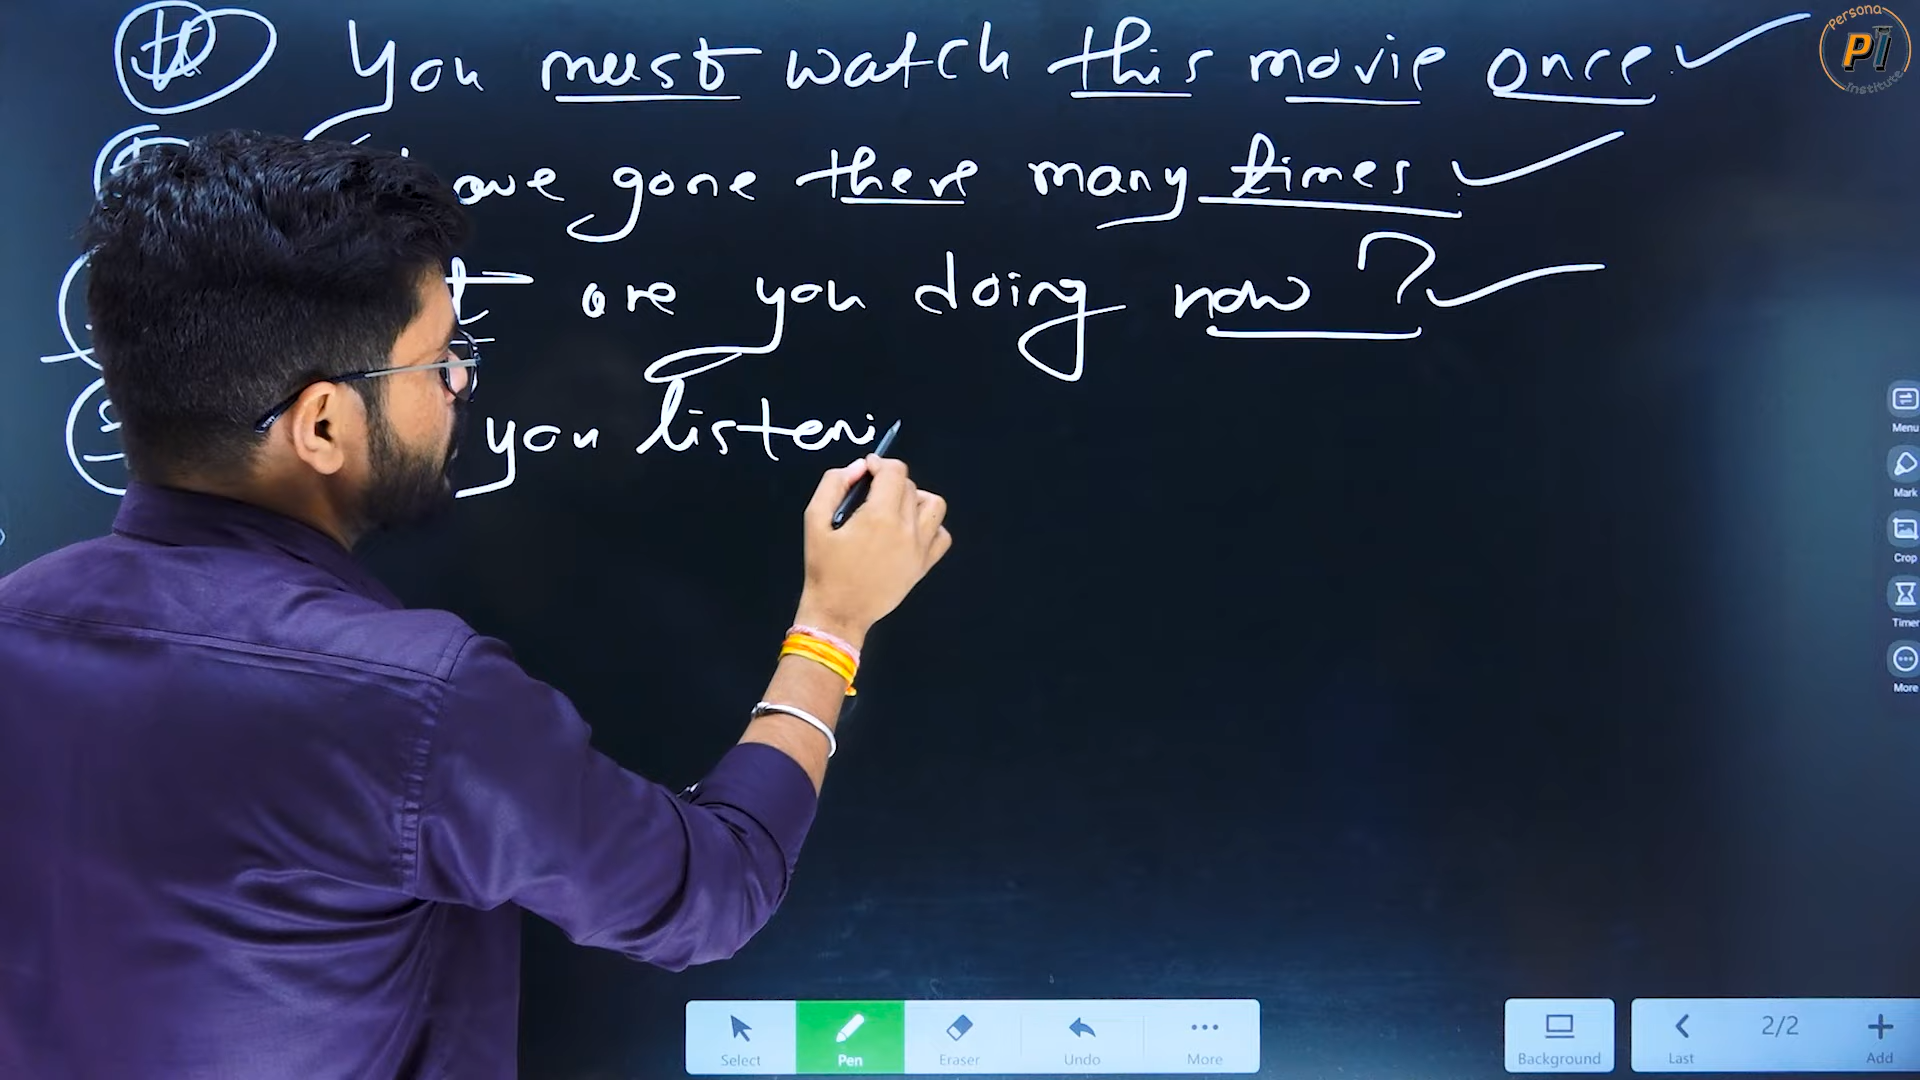 You must watch this movie once. ✓
ave gone there many times. ✓
t are you doing now? ✓
you listeni
Persona
PI
Institute
Menu
Mark
Crop
Timer
More
Select
Pen
Eraser
Undo
More
Background
Last
2/2
Add